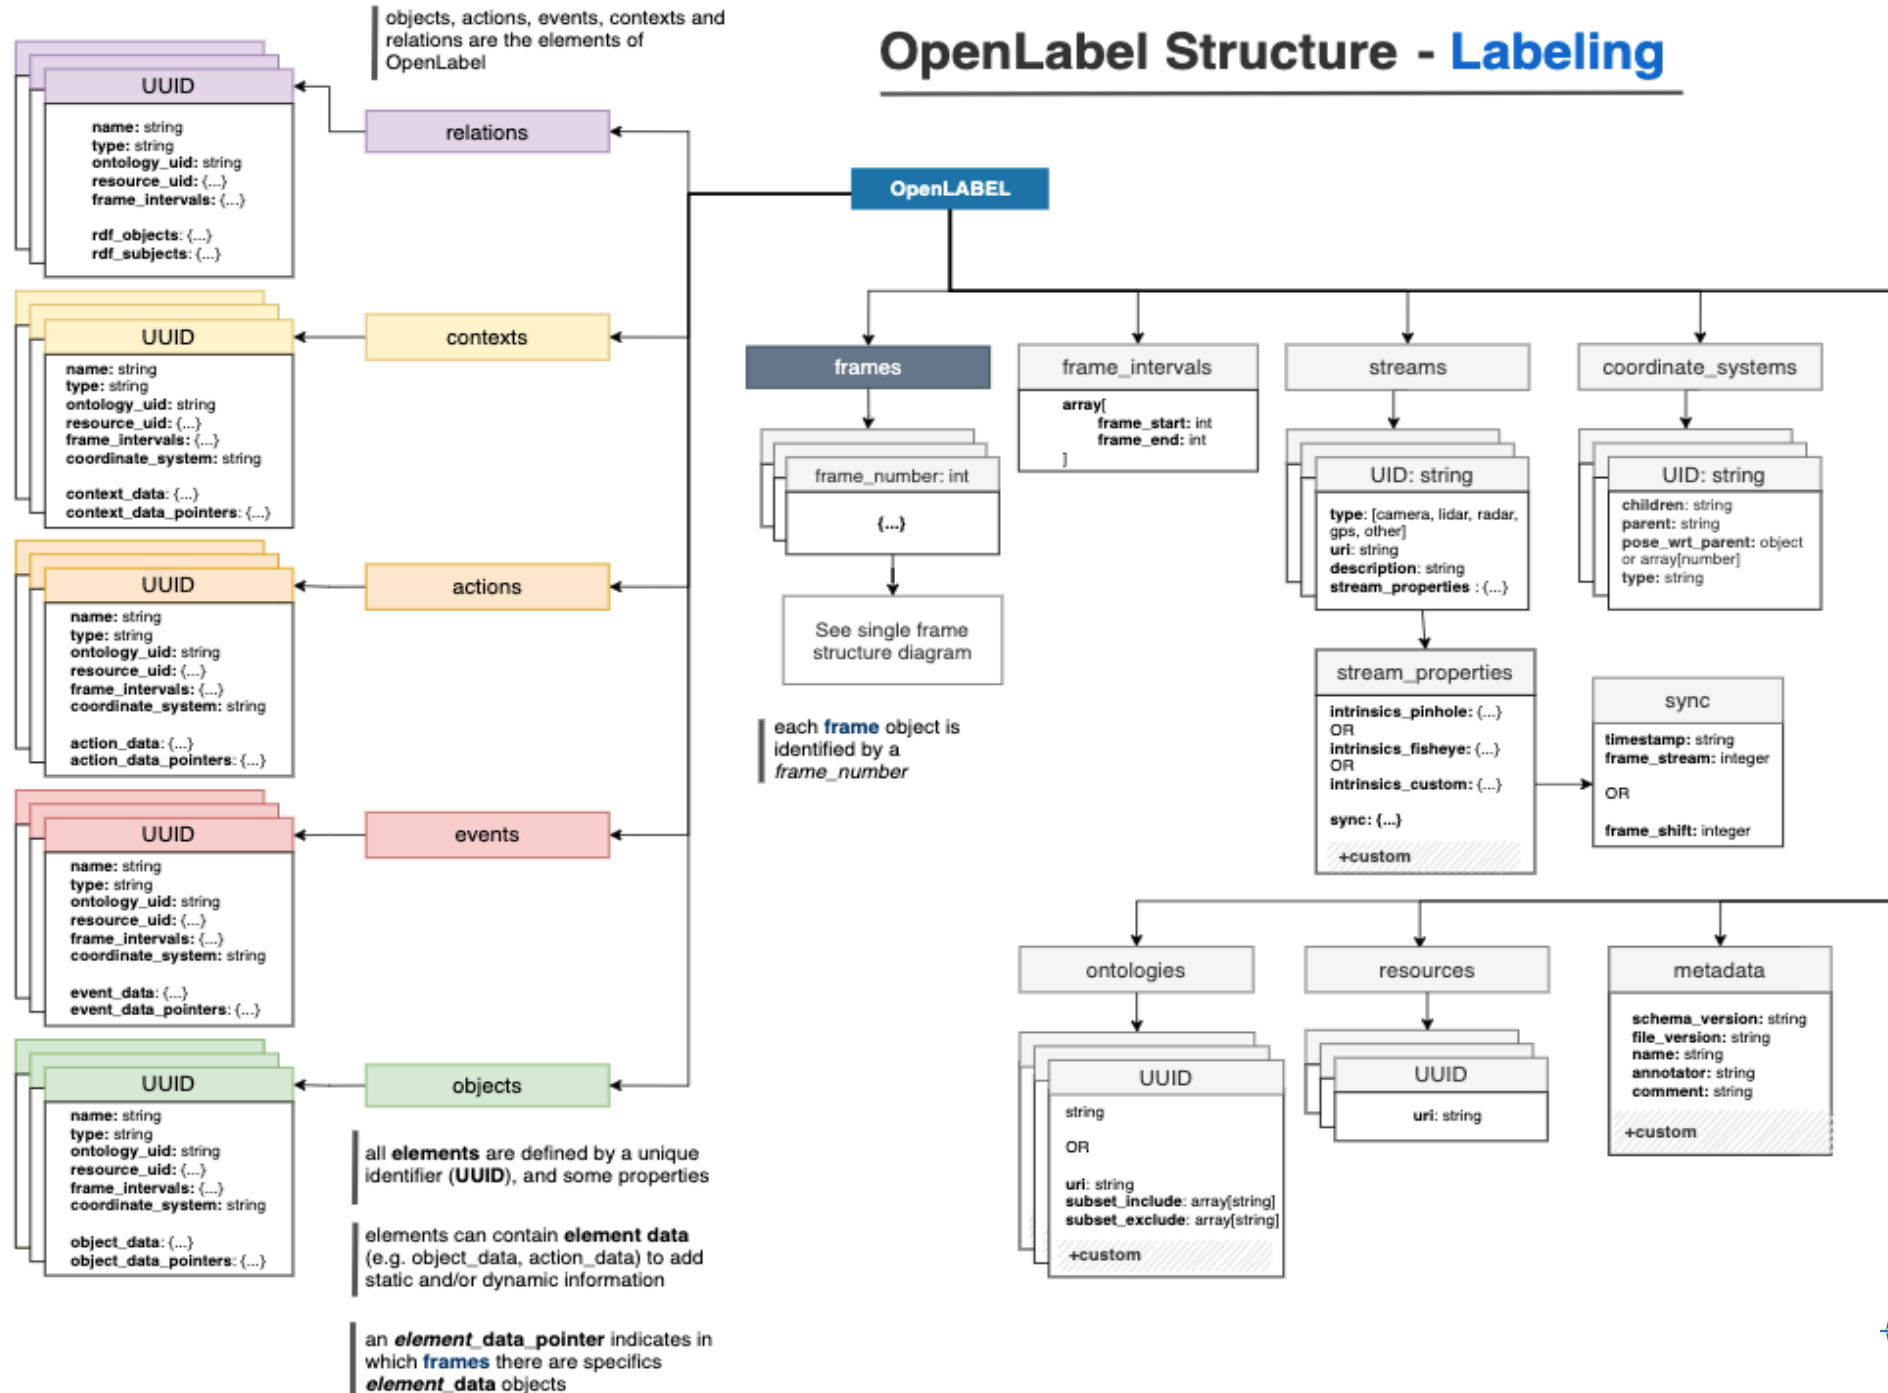 objects, actions, events, contexts and
relations are the elements of
OpenLabel
OpenLabel Structure - Labeling
UUID
name: string
type: string
ontology_uid: string
resource_uid: {...}
frame_intervals: {...}
rdf_objects: {...}
rdf_subjects: {...}
relations
OpenLABEL
UUID
name: string
type: string
ontology_uid: string
resource_uid: {...}
frame_intervals: {...}
coordinate_system: string
context_data: {...}
context_data_pointers: {...}
contexts
UUID
name: string
type: string
ontology_uid: string
resource_uid: {...}
frame_intervals: {...}
coordinate_system: string
action_data: {...}
action_data_pointers: {...}
actions
UUID
name: string
type: string
ontology_uid: string
resource_uid: {...}
frame_intervals: {...}
coordinate_system: string
event_data: {...}
event_data_pointers: {...}
events
UUID
name: string
type: string
ontology_uid: string
resource_uid: {...}
frame_intervals: {...}
coordinate_system: string
object_data: {...}
object_data_pointers: {...}
objects
all elements are defined by a unique
identifier (UUID), and some properties
elements can contain element data
(e.g. object_data, action_data) to add
static and/or dynamic information
an element_data_pointer indicates in
which frames there are specifics
element_data objects
frames
frame_number: int
{...}
See single frame
structure diagram
each frame object is
identified by a
frame_number
frame_intervals
array[
frame_start: int
frame_end: int
]
streams
UID: string
type: [camera, lidar, radar,
gps, other]
uri: string
description: string
stream_properties : {...}
stream_properties
intrinsics_pinhole: {...}
OR
intrinsics_fisheye: {...}
OR
intrinsics_custom: {...}
sync: {...}
+custom
coordinate_systems
UID: string
children: string
parent: string
pose_wrt_parent: object
or array[number]
type: string
sync
timestamp: string
frame_stream: integer
OR
frame_shift: integer
ontologies
UUID
string
OR
uri: string
subset_include: array[string]
subset_exclude: array[string]
+custom
resources
UUID
uri: string
metadata
schema_version: string
file_version: string
name: string
annotator: string
comment: string
+custom